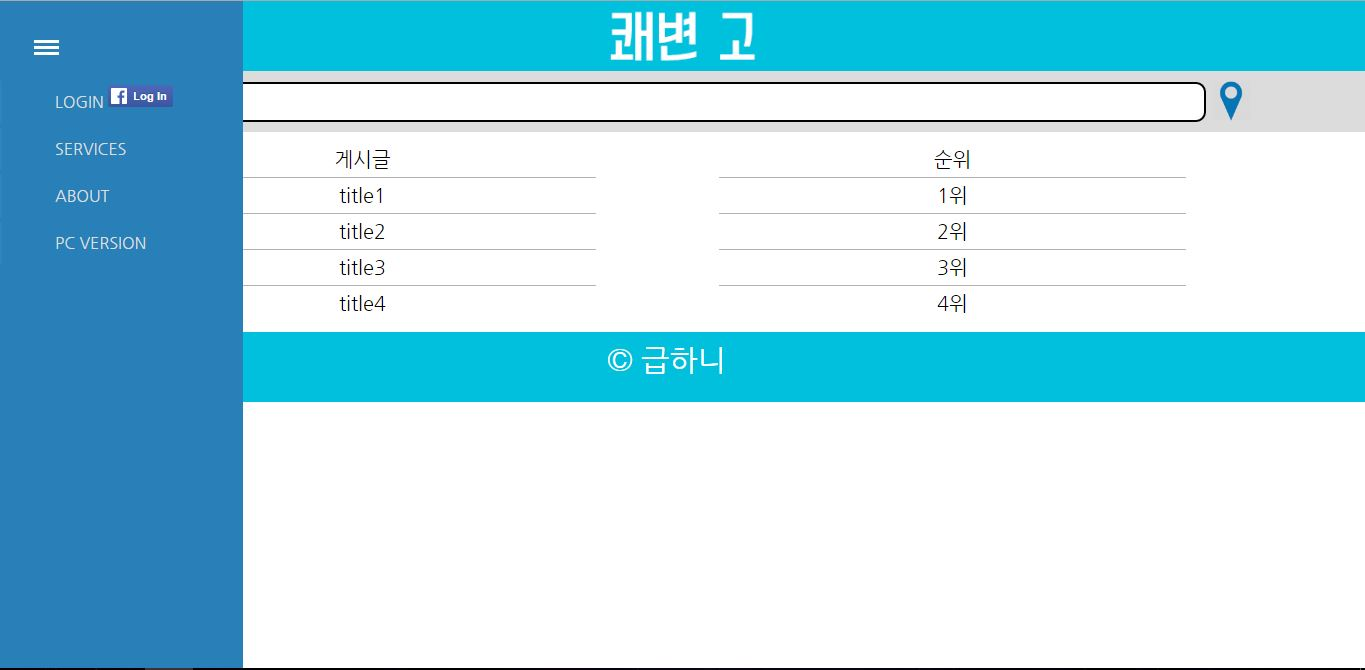 쾌변 고
LOGIN Log In
SERVICES
ABOUT
PC VERSION
게시글 순위
title1 1위
title2 2위
title3 3위
title4 4위
© 급하니